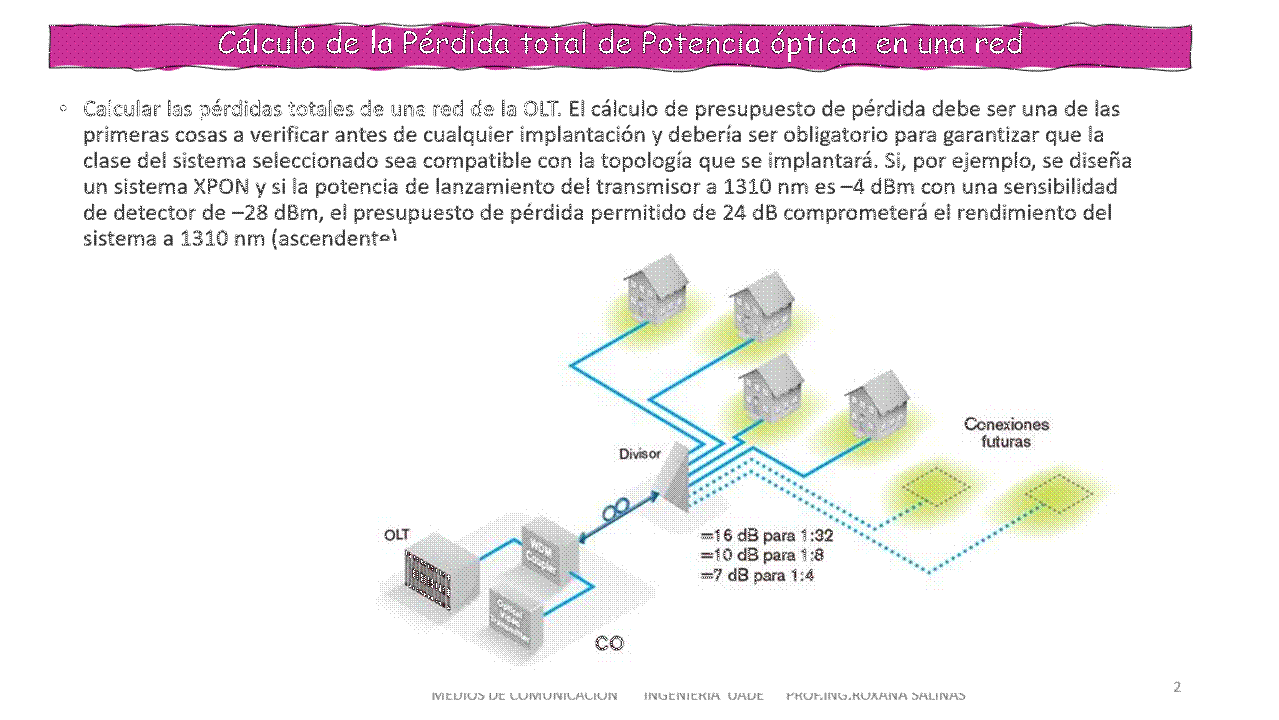 Cálculo de la Pérdida total de Potencia óptica en una red
◦ Calcular las pérdidas totales de una red de la OLT. El cálculo de presupuesto de pérdida debe ser una de las
primeras cosas a verificar antes de cualquier implantación y debería ser obligatorio para garantizar que la
clase del sistema seleccionado sea compatible con la topología que se implantará. Si, por ejemplo, se diseña
un sistema XPON y si la potencia de lanzamiento del transmisor a 1310 nm es –4 dBm con una sensibilidad
de detector de –28 dBm, el presupuesto de pérdida permitido de 24 dB comprometerá el rendimiento del
sistema a 1310 nm (ascendente)
Conexiones
futuras
Divisor
OLT
WDM
Coupler
=16 dB para 1:32
=10 dB para 1:8
=7 dB para 1:4
CO
MEDIOS DE COMUNICACIÓN INGENIERIA UADE PROF.ING.ROXANA SALINAS
2